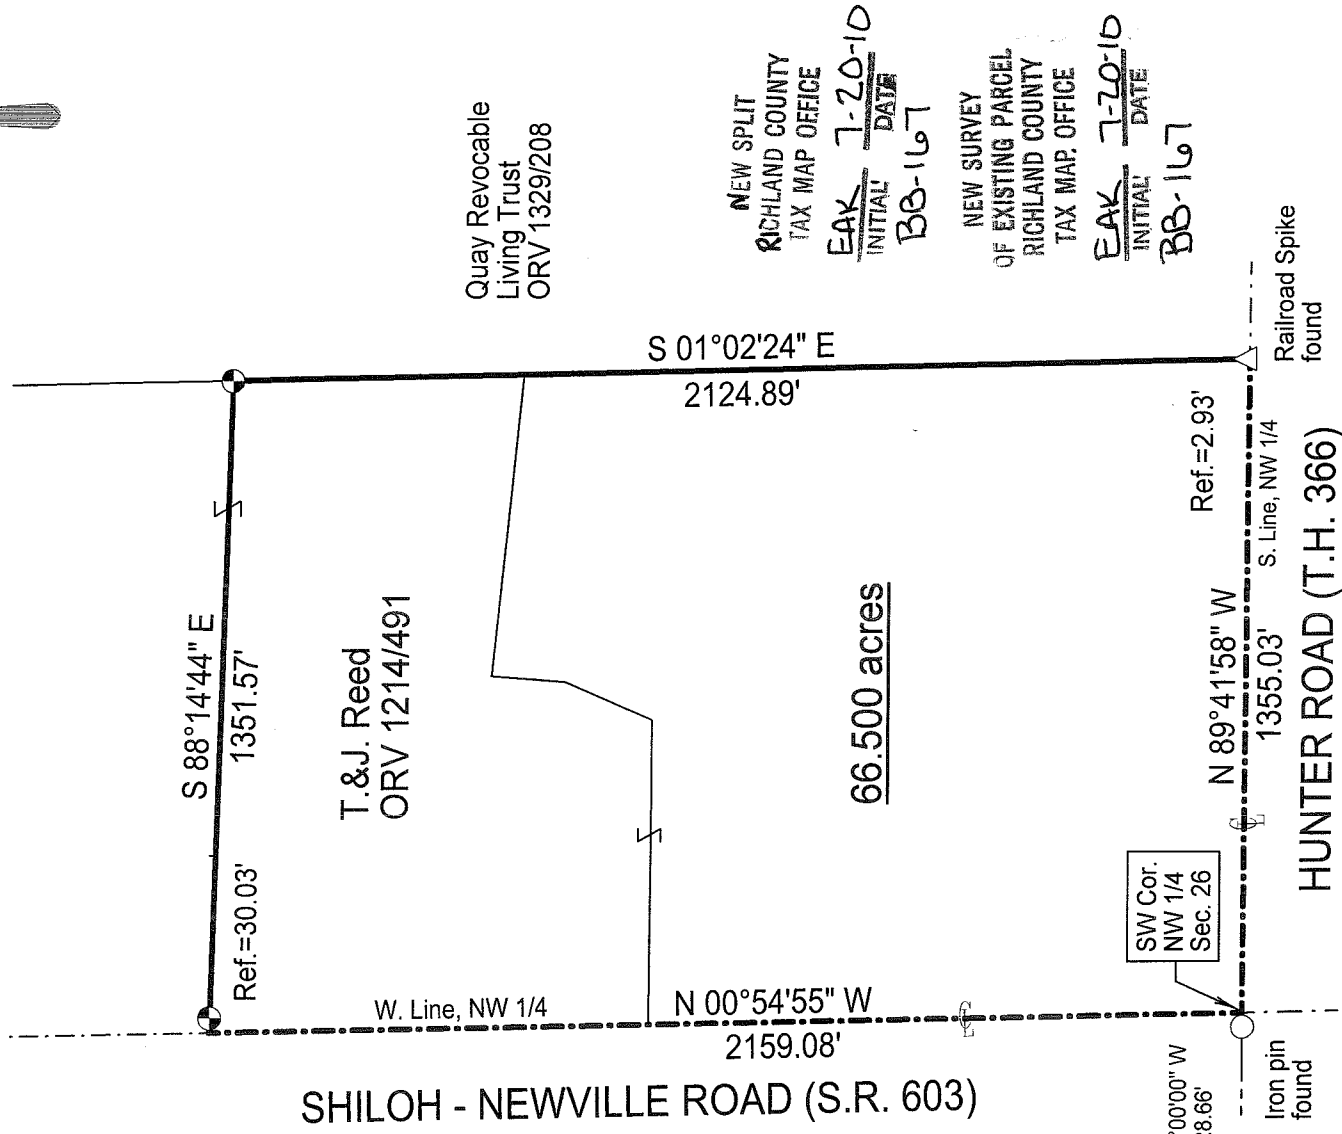 Quay Revocable
Living Trust
ORV 1329/208
NEW SPLIT
RICHLAND COUNTY
TAX MAP OFFICE
EAK 7-20-10
INITIAL DATE
BB-167
NEW SURVEY
OF EXISTING PARCEL
RICHLAND COUNTY
TAX MAP. OFFICE
EAK 7-20-10
INITIAL DATE
BB-167
S 88°14'44" E
1351.57'
Ref.=30.03'
T.&J. Reed
ORV 1214/491
S 01°02'24" E
2124.89'
66.500 acres
W. Line, NW 1/4
N 00°54'55" W
2159.08'
SHILOH - NEWVILLE ROAD (S.R. 603)
SW Cor.
NW 1/4
Sec. 26
Ref.=2.93'
N 89°41'58" W
1355.03'
S. Line, NW 1/4
HUNTER ROAD (T.H. 366)
Railroad Spike
found
Iron pin
found
°00'00" W
8.66'